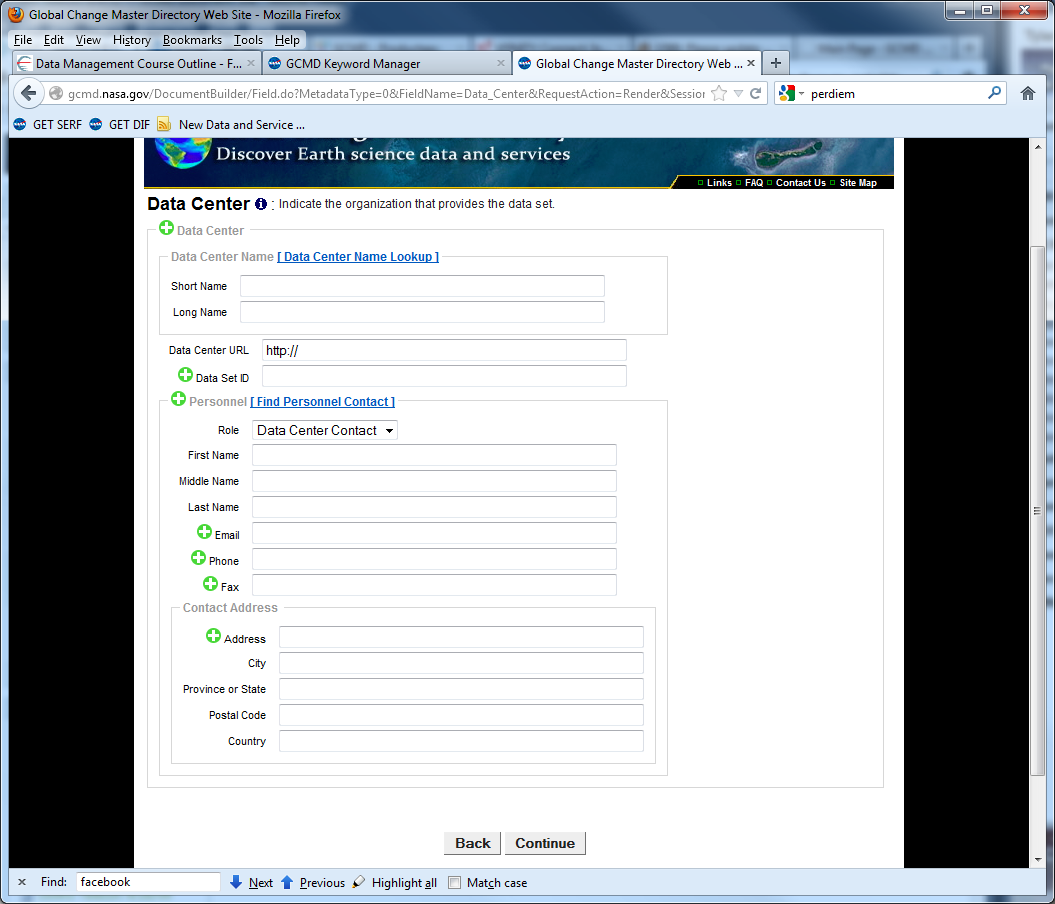 Global Change Master Directory Web Site - Mozilla Firefox
File Edit View History Bookmarks Tools Help
Data Management Course Outline - F... GCMD Keyword Manager Global Change Master Directory Web ...
gcmd.nasa.gov/DocumentBuilder/Field.do?MetadataType=0&FieldName=Data_Center&RequestAction=Render&Session perdiem
GET SERF GET DIF New Data and Service ...
Discover Earth science data and services
Links FAQ Contact Us Site Map
Data Center : Indicate the organization that provides the data set.
Data Center
Data Center Name [ Data Center Name Lookup ]
Short Name
Long Name
Data Center URL http://
Data Set ID
Personnel [ Find Personnel Contact ]
Role Data Center Contact
First Name
Middle Name
Last Name
Email
Phone
Fax
Contact Address
Address
City
Province or State
Postal Code
Country
Back Continue
Find: facebook Next Previous Highlight all Match case